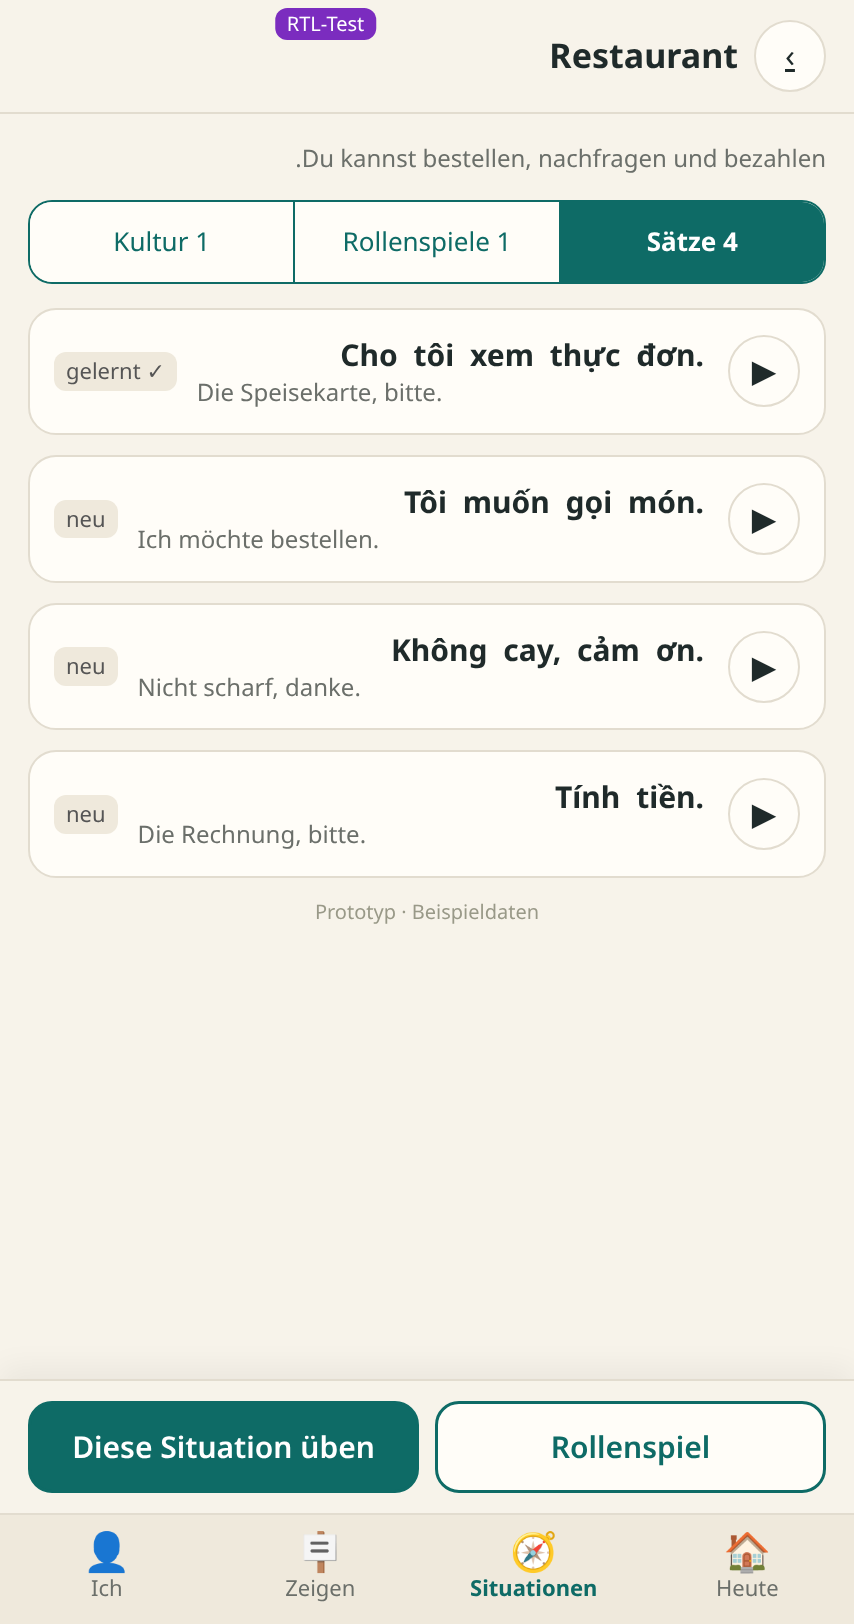 RTL-Test
Restaurant ‹
.Du kannst bestellen, nachfragen und bezahlen
Kultur 1 Rollenspiele 1 Sätze 4
Cho tôi xem thực đơn.
gelernt ✓
Die Speisekarte, bitte.
Tôi muốn gọi món.
neu
Ich möchte bestellen.
Không cay, cảm ơn.
neu
Nicht scharf, danke.
Tính tiền.
neu
Die Rechnung, bitte.
Prototyp · Beispieldaten
Diese Situation üben Rollenspiel
Ich Zeigen Situationen Heute